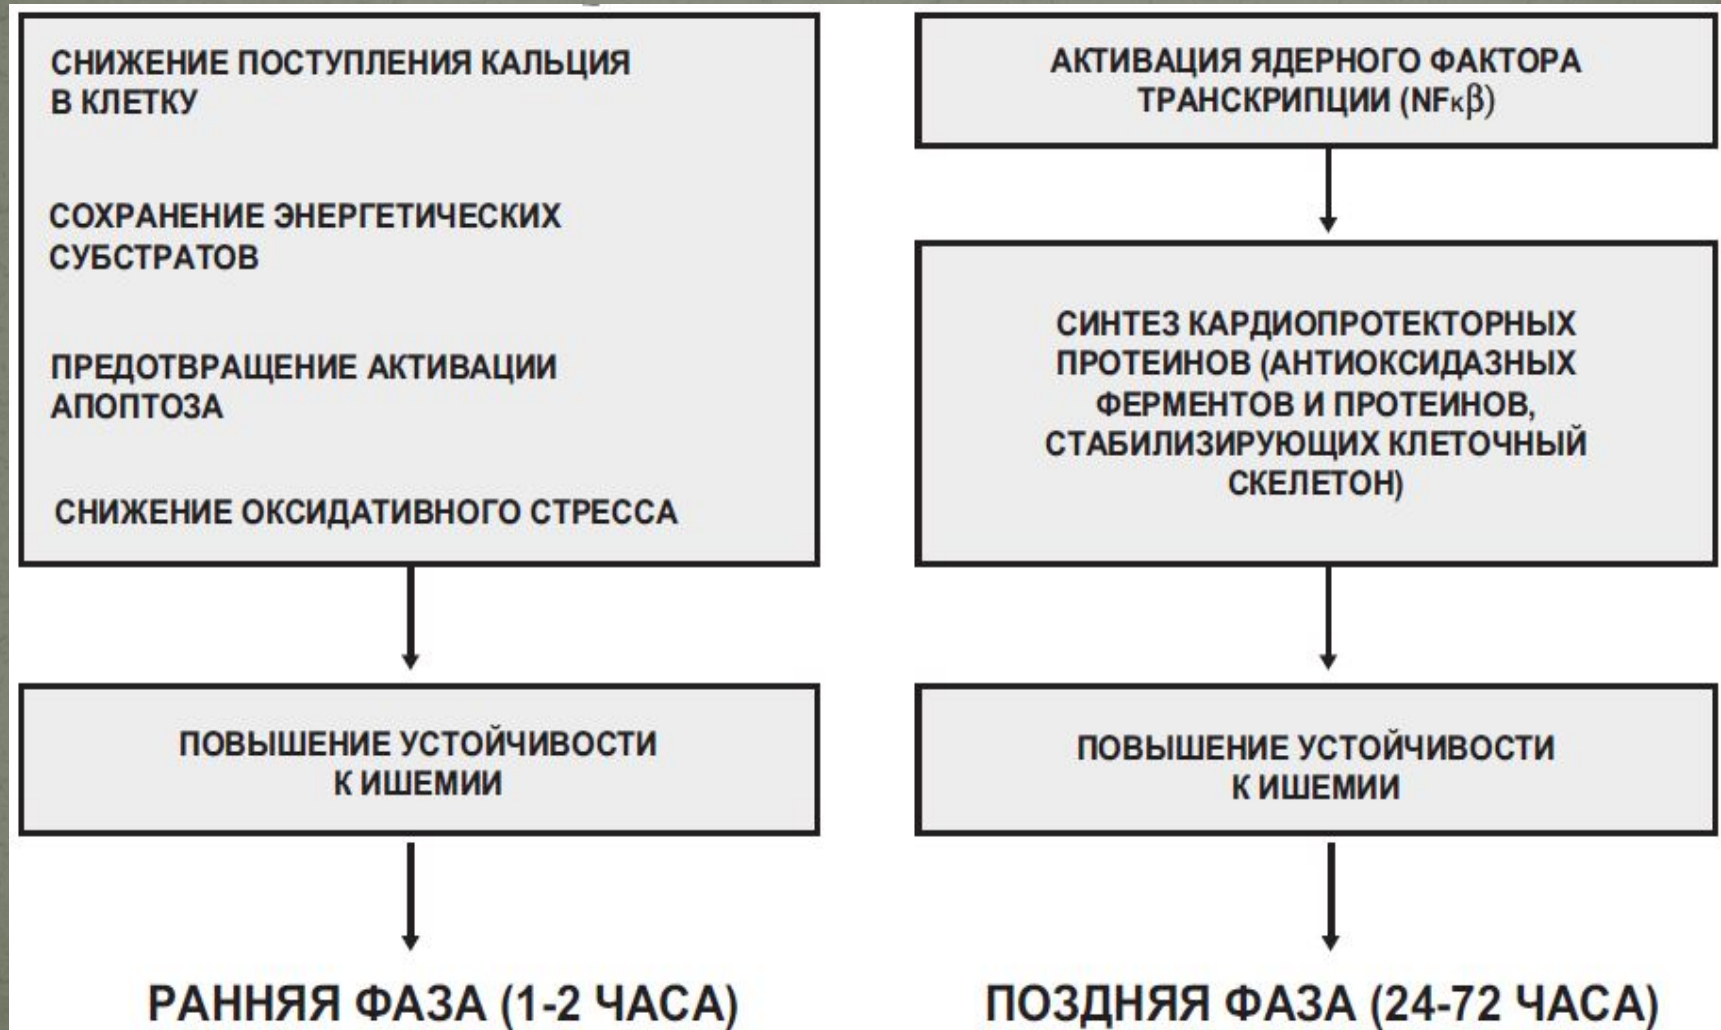 СНИЖЕНИЕ ПОСТУПЛЕНИЯ КАЛЬЦИЯ
В КЛЕТКУ
СОХРАНЕНИЕ ЭНЕРГЕТИЧЕСКИХ
СУБСТРАТОВ
ПРЕДОТВРАЩЕНИЕ АКТИВАЦИИ
АПОПТОЗА
СНИЖЕНИЕ ОКСИДАТИВНОГО СТРЕССА
ПОВЫШЕНИЕ УСТОЙЧИВОСТИ
К ИШЕМИИ
РАННЯЯ ФАЗА (1-2 ЧАСА)
АКТИВАЦИЯ ЯДЕРНОГО ФАКТОРА
ТРАНСКРИПЦИИ (NFκβ)
СИНТЕЗ КАРДИОПРОТЕКТОРНЫХ
ПРОТЕИНОВ (АНТИОКСИДАЗНЫХ
ФЕРМЕНТОВ И ПРОТЕИНОВ,
СТАБИЛИЗИРУЮЩИХ КЛЕТОЧНЫЙ
СКЕЛЕТОН)
ПОВЫШЕНИЕ УСТОЙЧИВОСТИ
К ИШЕМИИ
ПОЗДНЯЯ ФАЗА (24-72 ЧАСА)